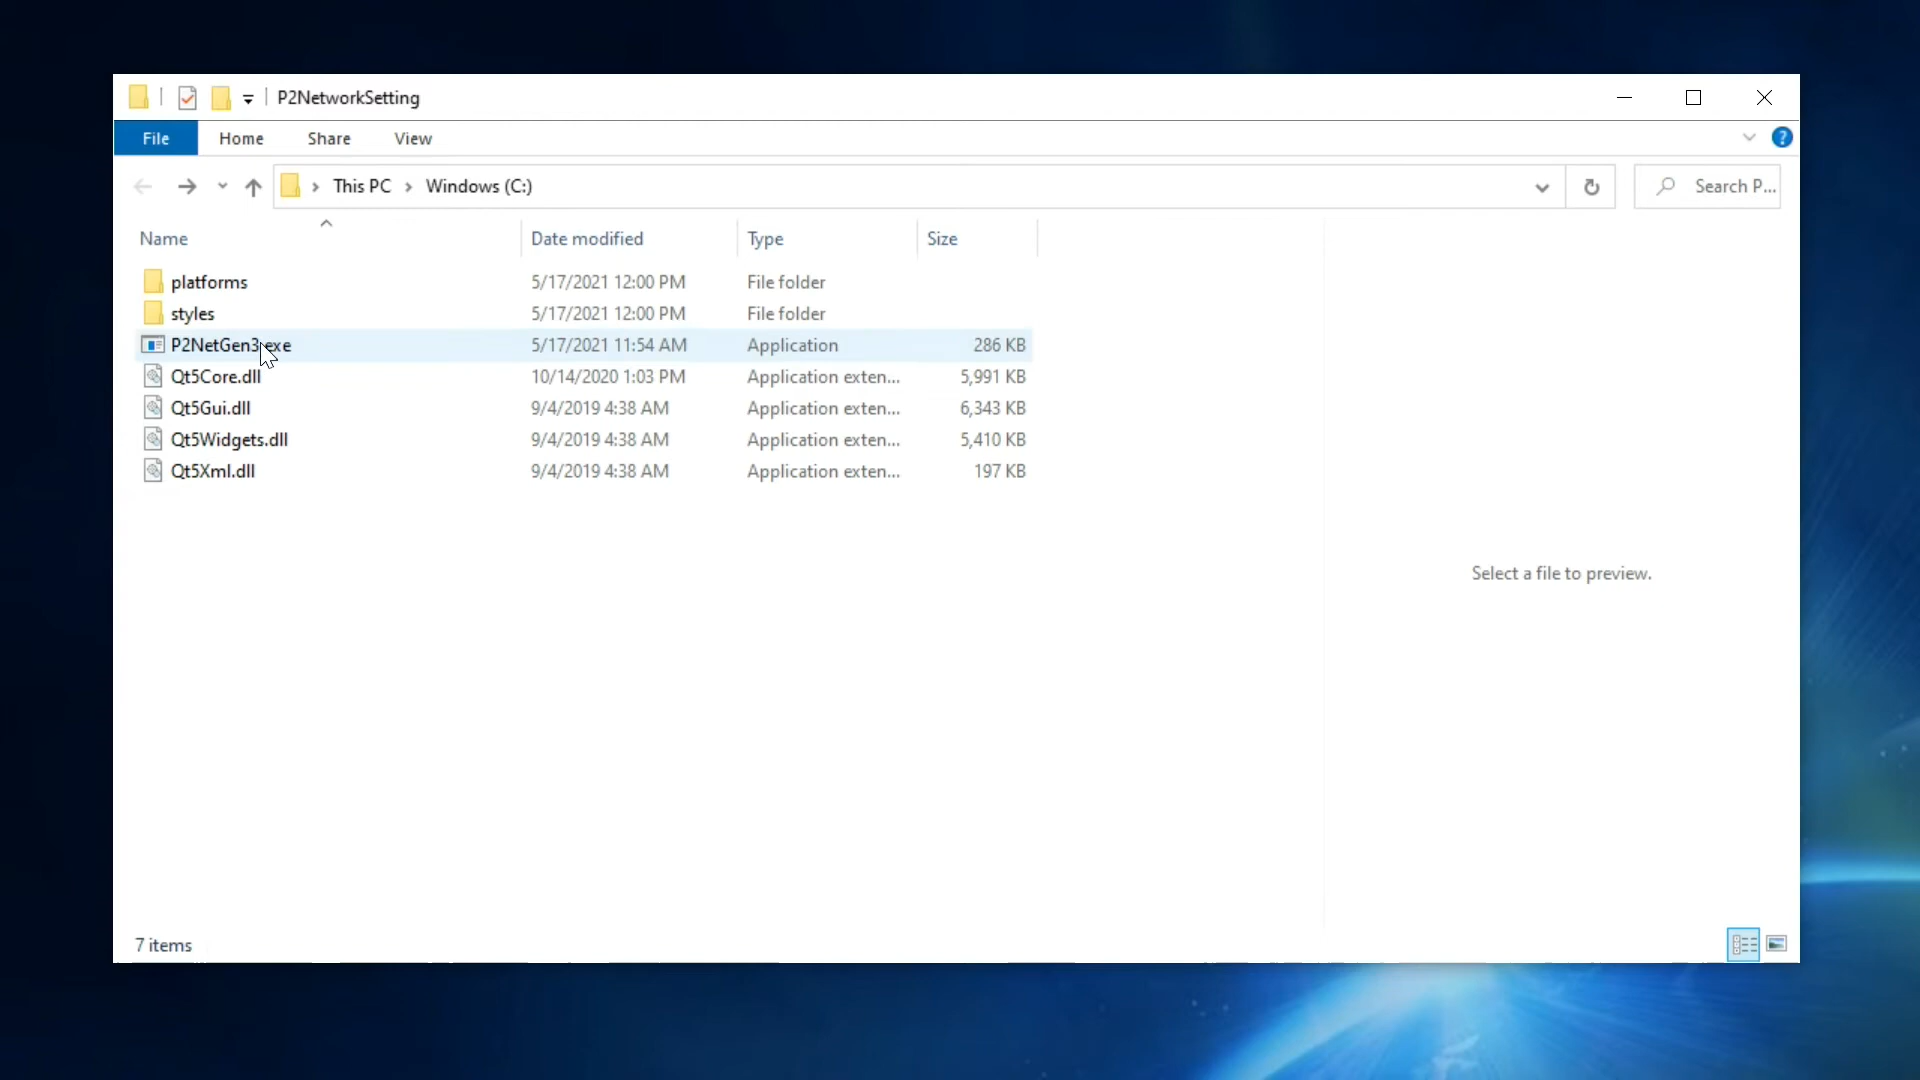 P2NetworkSetting
File Home Share View ?
This PC Windows (C:) Search P...
Name Date modified Type Size
platforms 5/17/2021 12:00 PM File folder
styles 5/17/2021 12:00 PM File folder
P2NetGen3.exe 5/17/2021 11:54 AM Application 286 KB
Qt5Core.dll 10/14/2020 1:03 PM Application exten... 5,991 KB
Qt5Gui.dll 9/4/2019 4:38 AM Application exten... 6,343 KB
Qt5Widgets.dll 9/4/2019 4:38 AM Application exten... 5,410 KB
Qt5Xml.dll 9/4/2019 4:38 AM Application exten... 197 KB
Select a file to preview.
7 items